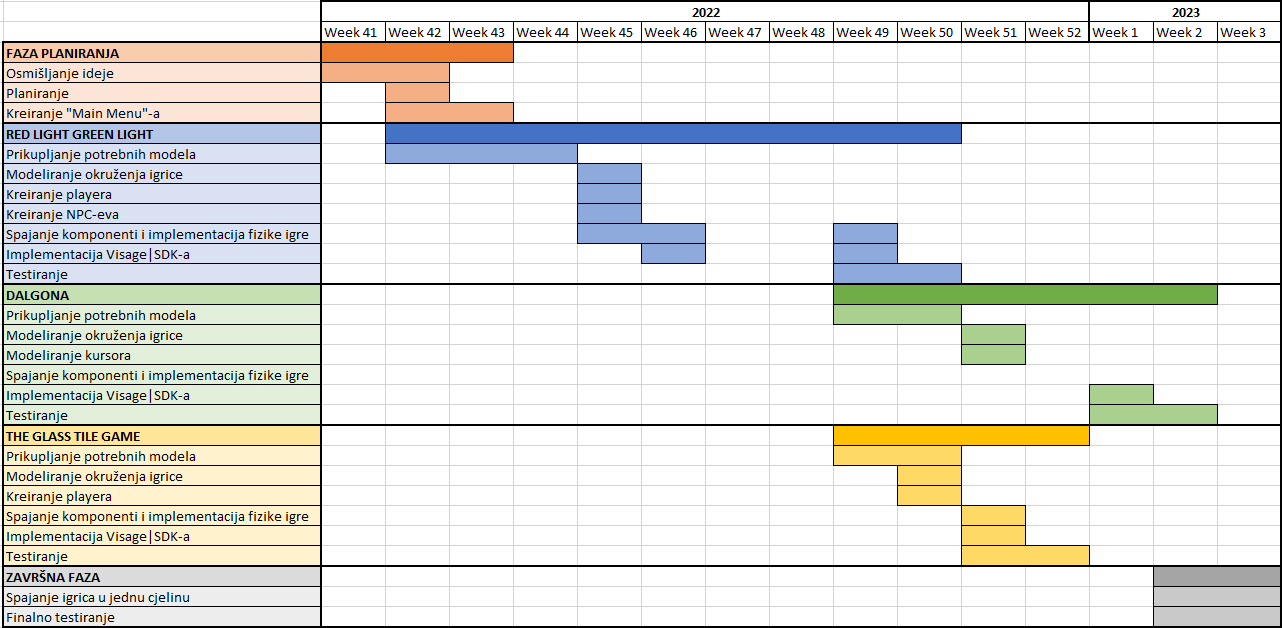 2022 2023
Week 41 Week 42 Week 43 Week 44 Week 45 Week 46 Week 47 Week 48 Week 49 Week 50 Week 51 Week 52 Week 1 Week 2 Week 3
FAZA PLANIRANJA
Osmišljanje ideje
Planiranje
Kreiranje "Main Menu"-a
RED LIGHT GREEN LIGHT
Prikupljanje potrebnih modela
Modeliranje okruženja igrice
Kreiranje playera
Kreiranje NPC-eva
Spajanje komponenti i implementacija fizike igre
Implementacija Visage|SDK-a
Testiranje
DALGONA
Prikupljanje potrebnih modela
Modeliranje okruženja igrice
Modeliranje kursora
Spajanje komponenti i implementacija fizike igre
Implementacija Visage|SDK-a
Testiranje
THE GLASS TILE GAME
Prikupljanje potrebnih modela
Modeliranje okruženja igrice
Kreiranje playera
Spajanje komponenti i implementacija fizike igre
Implementacija Visage|SDK-a
Testiranje
ZAVRŠNA FAZA
Spajanje igrica u jednu cjelinu
Finalno testiranje